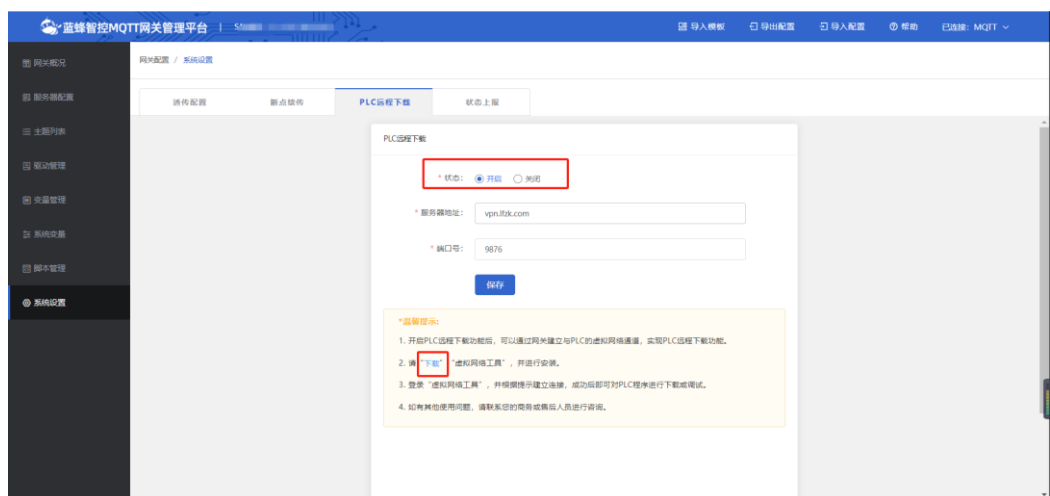 蓝蜂智控MQTT网关管理平台 |
导入模板 导出配置 导入配置 帮助 已连接: MQTT
网关概况
服务器配置
主题列表
驱动管理
变量管理
系统变量
脚本管理
系统设置
网关配置 / 系统设置
透传配置 断点续传 PLC远程下载 状态上报
PLC远程下载
* 状态: 开启 关闭
* 服务器地址: vpn.lfzk.com
* 端口号: 9876
保存
*温馨提示:
1. 开启PLC远程下载功能后，可以通过网关建立与PLC的虚拟网络通道，实现PLC远程下载功能。
2. 请 "下载" "虚拟网络工具"，并进行安装。
3. 登录 "虚拟网络工具"，并根据提示建立连接，成功后即可对PLC程序进行下载或调试。
4. 如有其他使用问题，请联系您的商务或售后人员进行咨询。